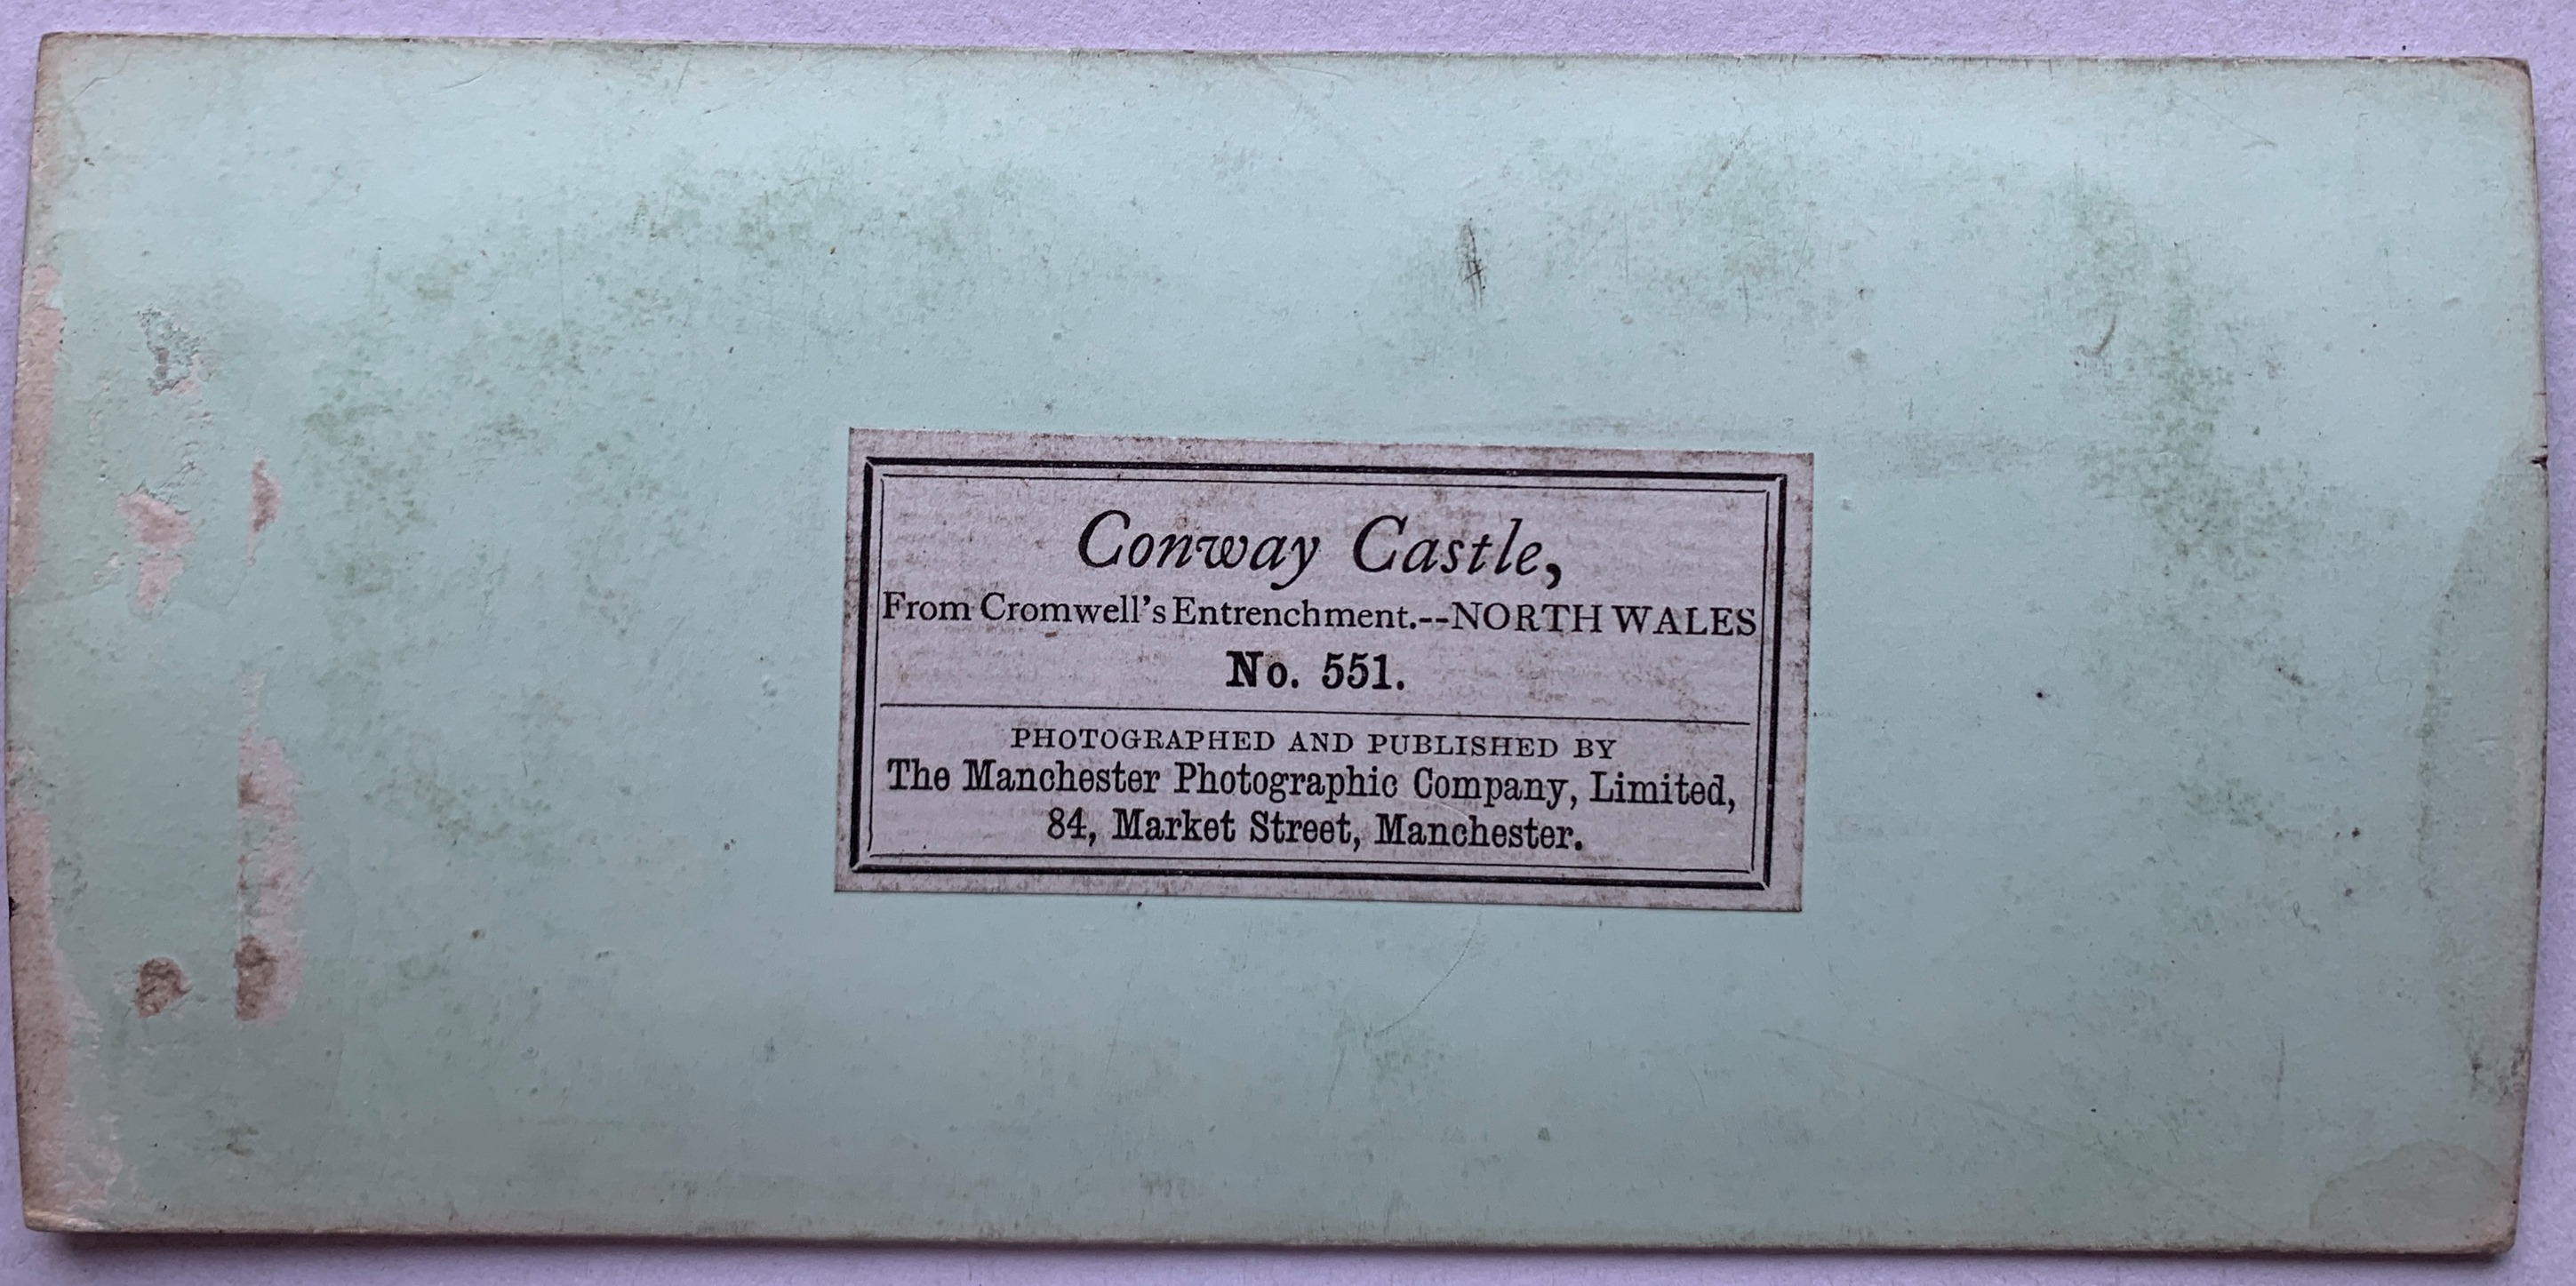 Conway Castle,
From Cromwell's Entrenchment.--NORTH WALES
No. 551.
PHOTOGRAPHED AND PUBLISHED BY
The Manchester Photographic Company, Limited,
84, Market Street, Manchester.